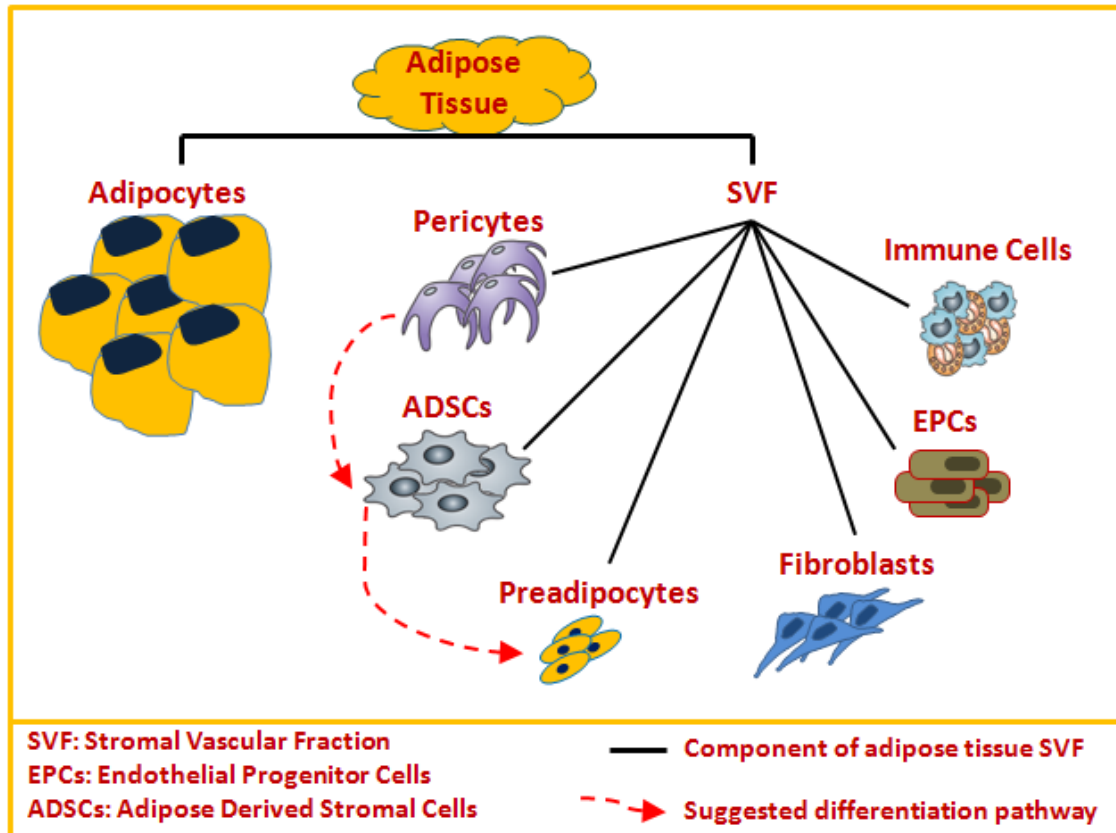 Adipose
Tissue
Adipocytes
SVF
Pericytes
Immune Cells
ADSCs
EPCs
Fibroblasts
Preadipocytes
SVF: Stromal Vascular Fraction
EPCs: Endothelial Progenitor Cells
ADSCs: Adipose Derived Stromal Cells
Component of adipose tissue SVF
Suggested differentiation pathway